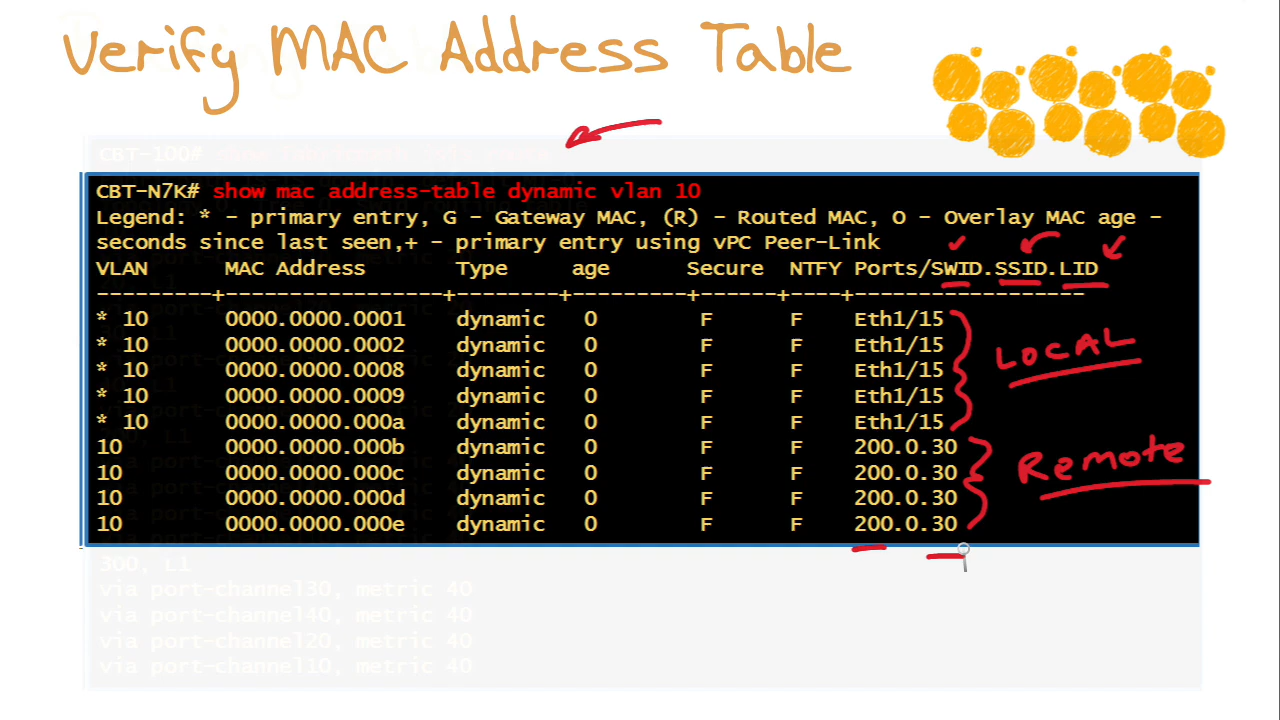 Verify MAC Address Table
CBT-100#
CBT-N7K# show mac address-table dynamic vlan 10
Legend: * - primary entry, G - Gateway MAC, (R) - Routed MAC, O - Overlay MAC age -
seconds since last seen,+ - primary entry using vPC Peer-Link
VLAN MAC Address Type age Secure NTFY Ports/SWID.SSID.LID
---------+-----------------+--------+---------+------+----+------------------
* 10 0000.0000.0001 dynamic 0 F F Eth1/15
* 10 0000.0000.0002 dynamic 0 F F Eth1/15
* 10 0000.0000.0008 dynamic 0 F F Eth1/15
* 10 0000.0000.0009 dynamic 0 F F Eth1/15
* 10 0000.0000.000a dynamic 0 F F Eth1/15
LOCAL
10 0000.0000.000b dynamic 0 F F 200.0.30
10 0000.0000.000c dynamic 0 F F 200.0.30
10 0000.0000.000d dynamic 0 F F 200.0.30
10 0000.0000.000e dynamic 0 F F 200.0.30
Remote
300, L1
via port-channel30, metric 40
via port-channel40, metric 40
via port-channel20, metric 40
via port-channel10, metric 40